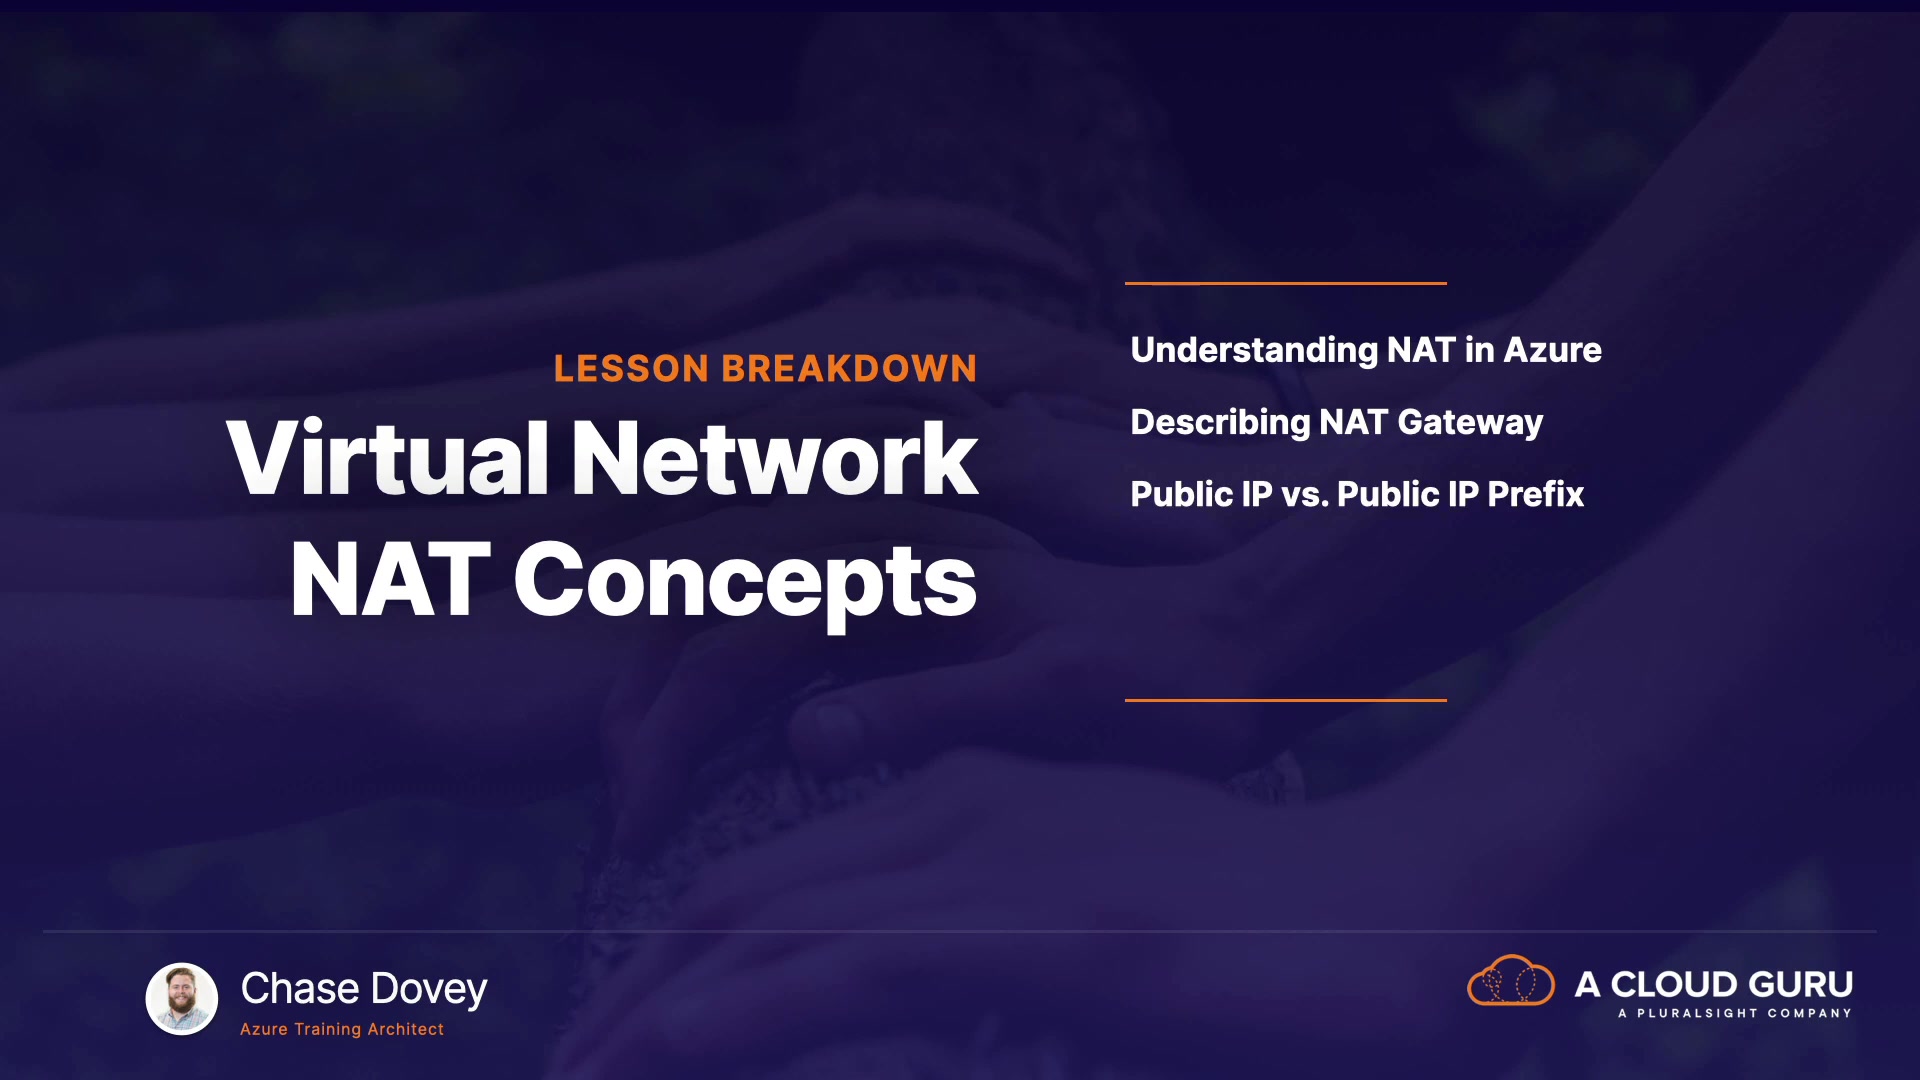 LESSON BREAKDOWN
Virtual Network
NAT Concepts
Understanding NAT in Azure
Describing NAT Gateway
Public IP vs. Public IP Prefix
Chase Dovey
Azure Training Architect
A CLOUD GURU
A PLURALSIGHT COMPANY